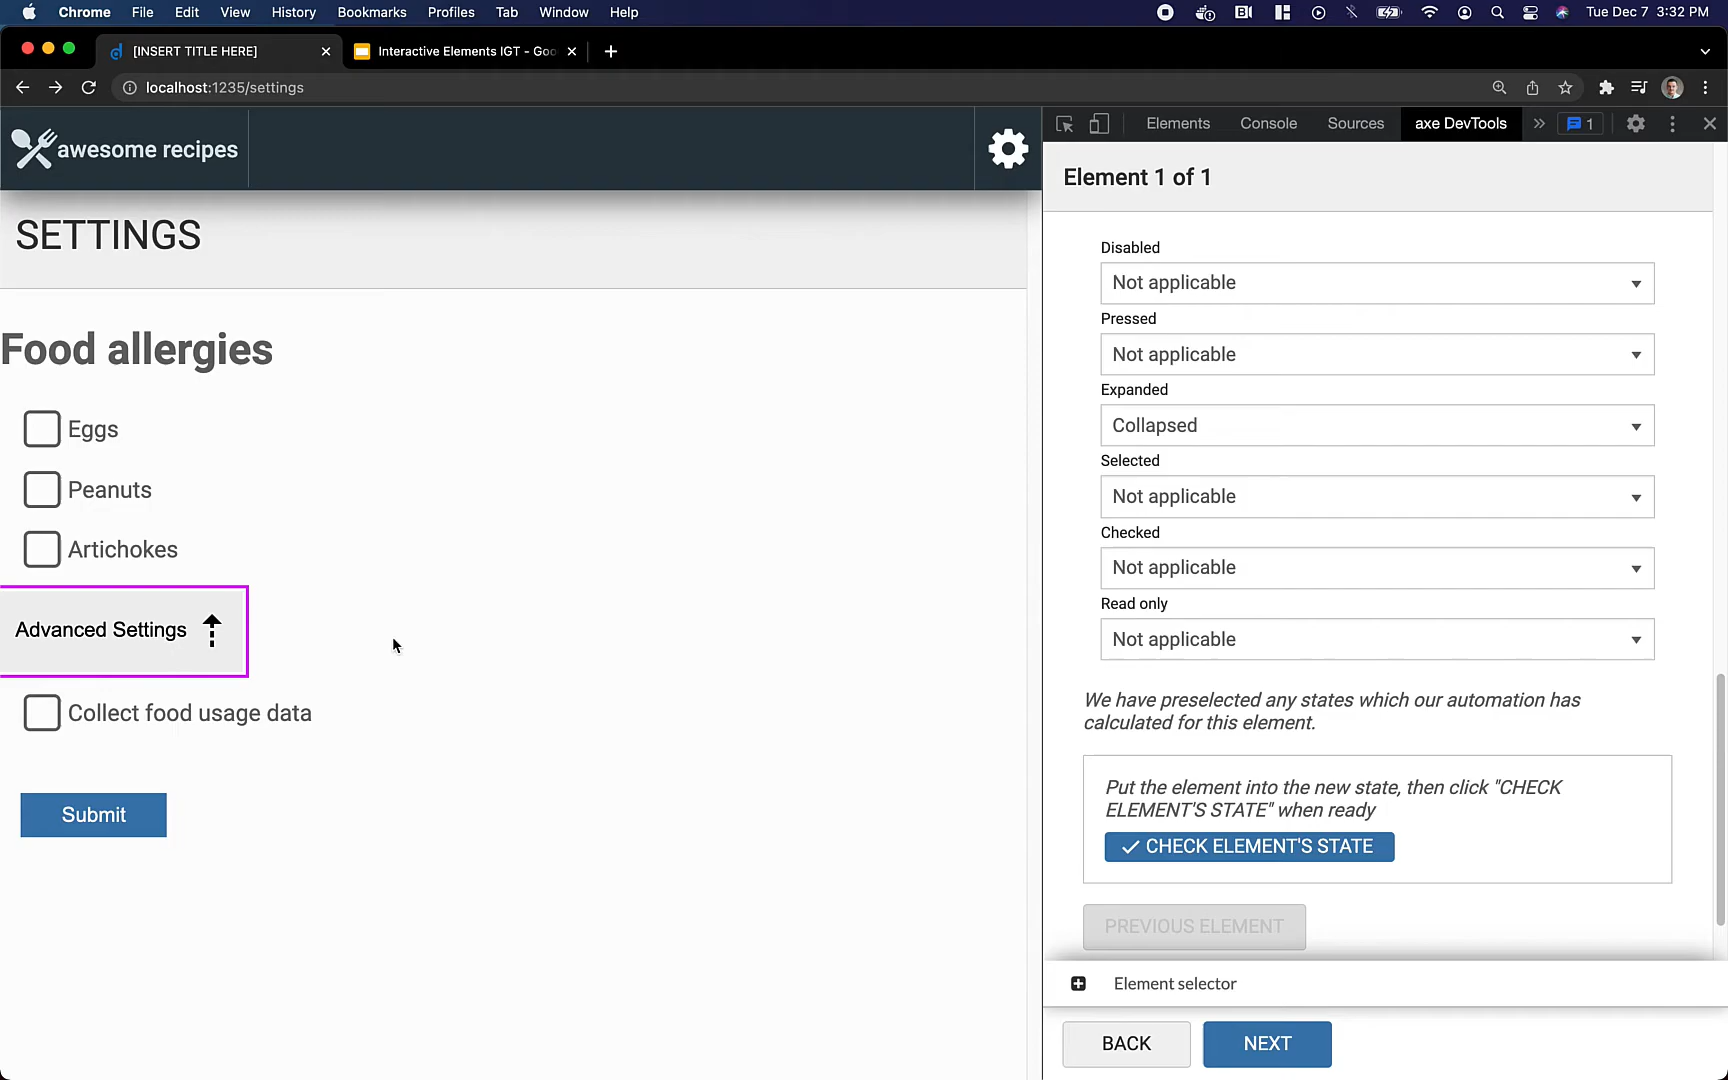 Chrome File Edit View History Bookmarks Profiles Tab Window Help Tue Dec 7 3:32 PM
[INSERT TITLE HERE] Interactive Elements IGT - Goo
localhost:1235/settings
awesome recipes
Elements Console Sources axe DevTools 1
SETTINGS
Food allergies
Eggs
Peanuts
Artichokes
Advanced Settings
Collect food usage data
Submit
Element 1 of 1
Disabled
Not applicable
Pressed
Not applicable
Expanded
Collapsed
Selected
Not applicable
Checked
Not applicable
Read only
Not applicable
We have preselected any states which our automation has
calculated for this element.
Put the element into the new state, then click "CHECK
ELEMENT'S STATE" when ready
CHECK ELEMENT'S STATE
PREVIOUS ELEMENT
Element selector
BACK NEXT